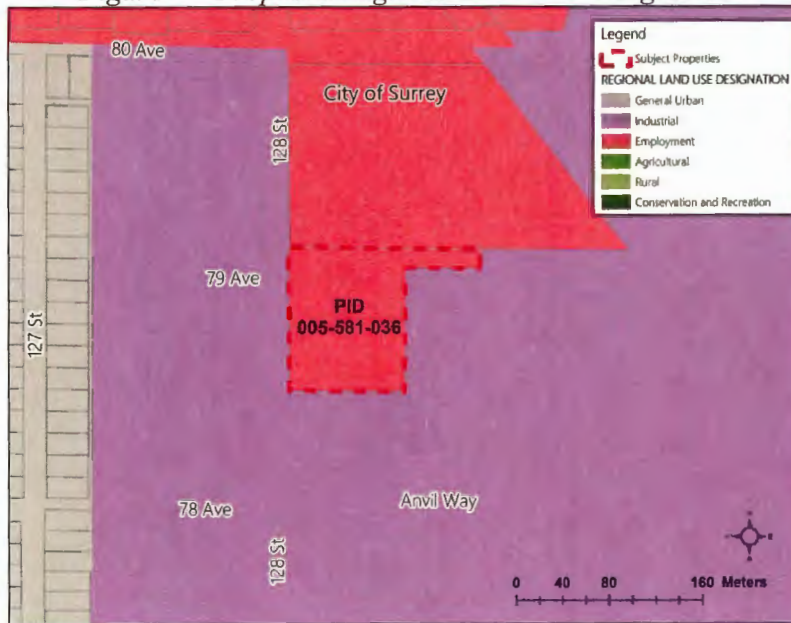 80 Ave
City of Surrey
128 St
79 Ave
127 St
PID
005-581-036
78 Ave
Anvil Way
128 St
Legend
Subject Properties
REGIONAL LAND USE DESIGNATION
General Urban
Industrial
Employment
Agricultural
Rural
Conservation and Recreation
0 40 80 160 Meters